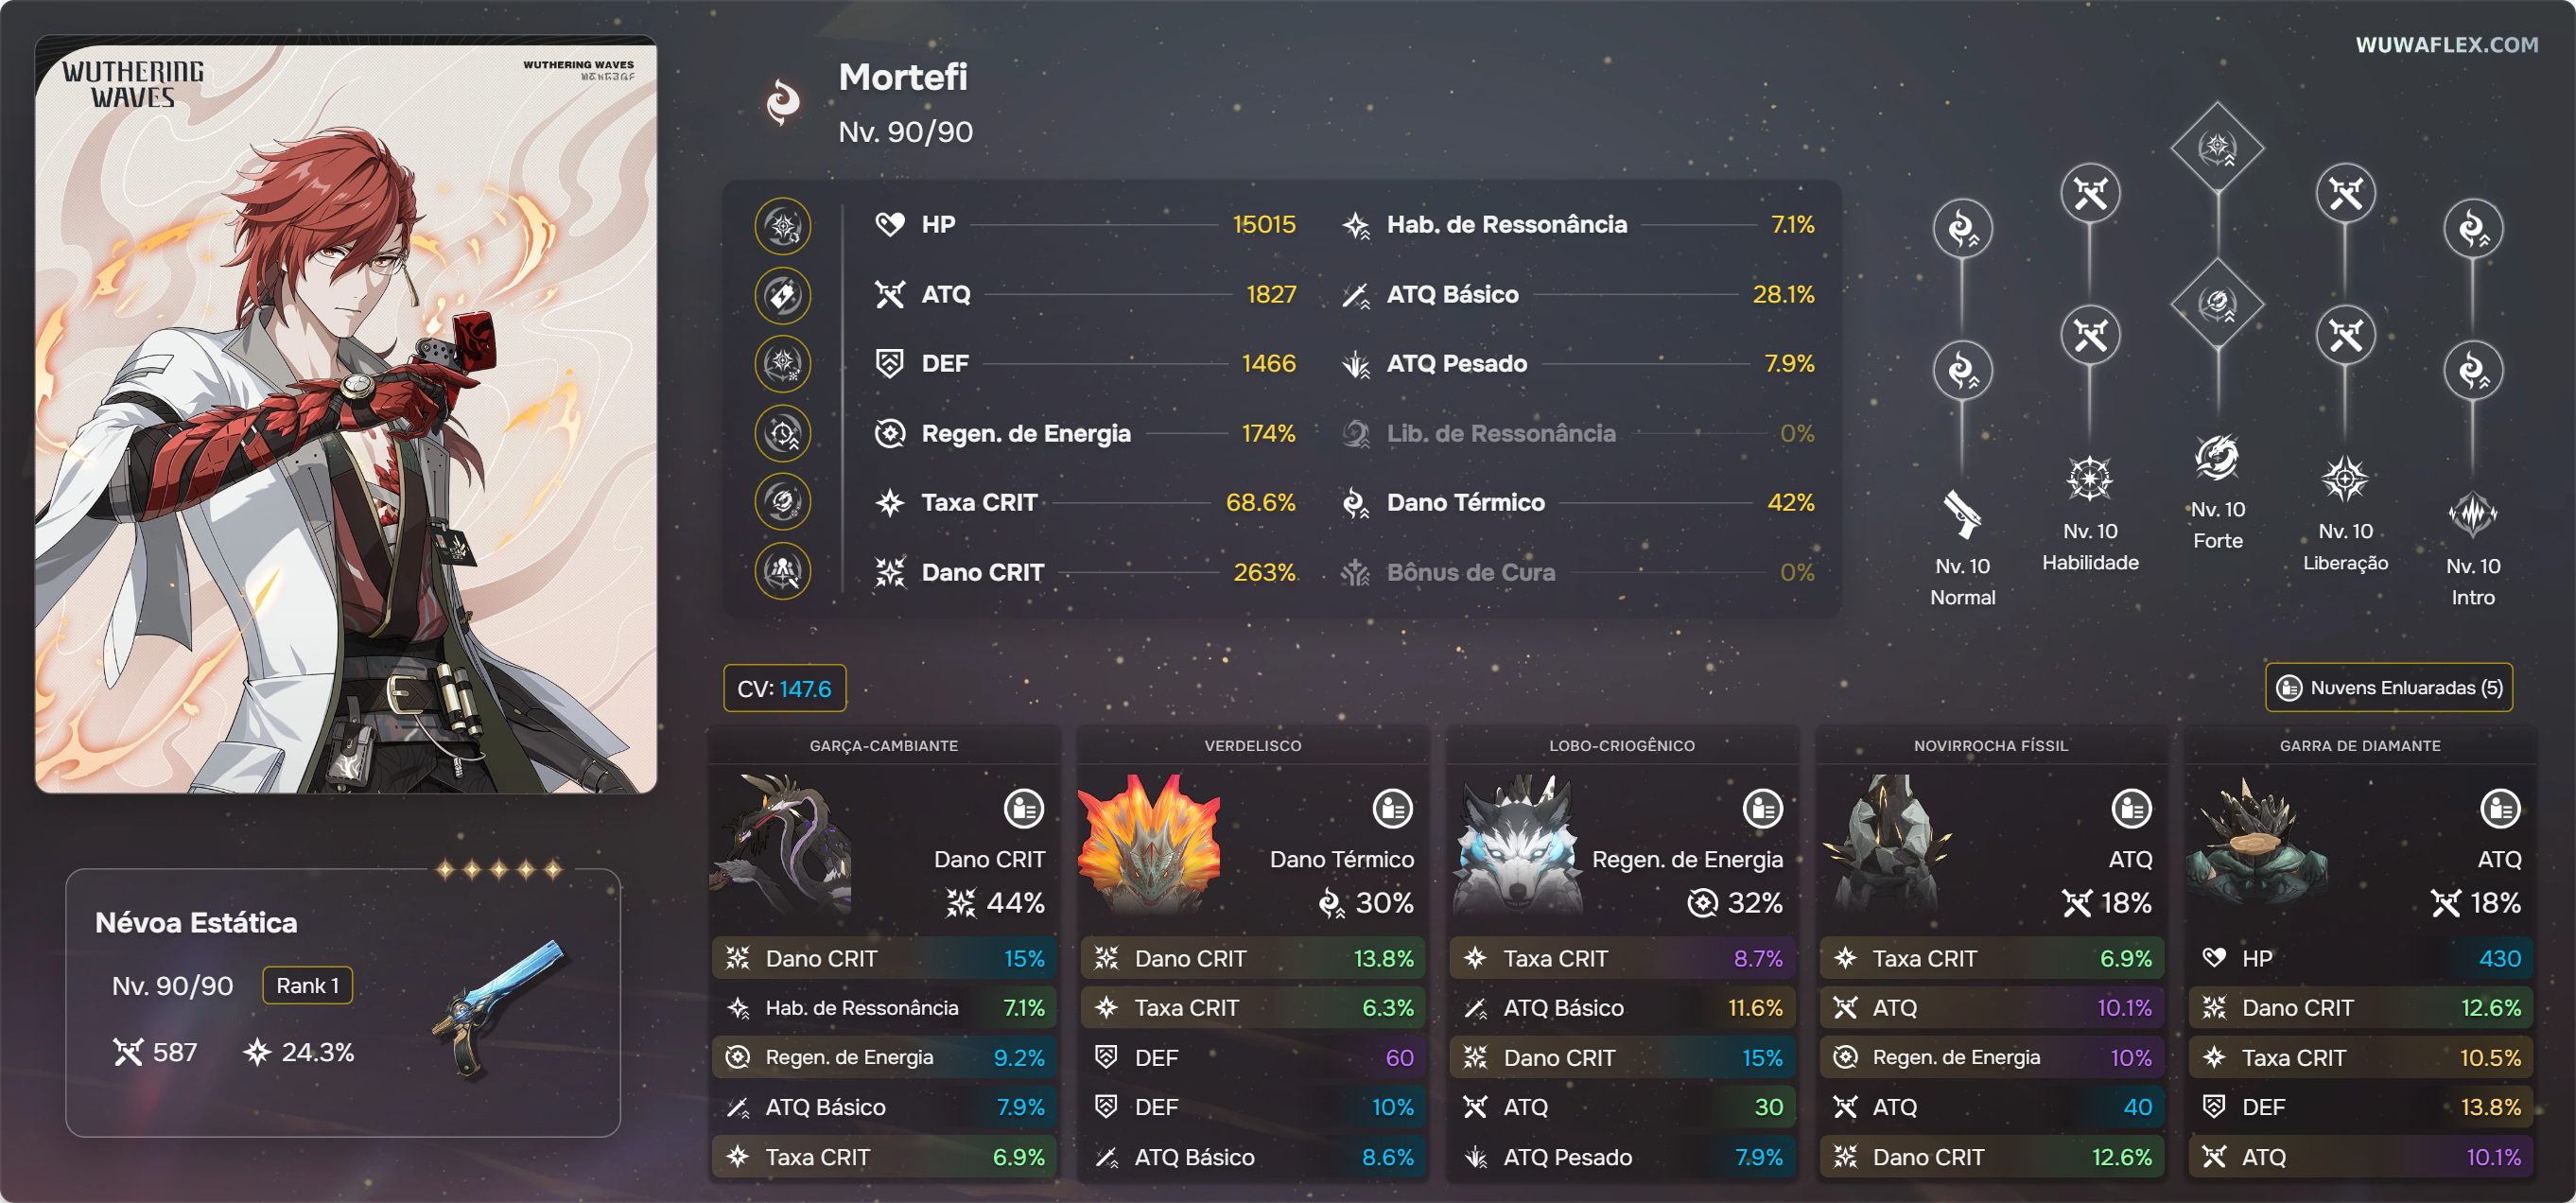 WUTHERING
WAVES
WUTHERING WAVES
WUWAFLEX.COM
Mortefi
Nv. 90/90
HP 15015
Hab. de Ressonância 7.1%
ATQ 1827
ATQ Básico 28.1%
DEF 1466
ATQ Pesado 7.9%
Regen. de Energia 174%
Lib. de Ressonância 0%
Taxa CRIT 68.6%
Dano Térmico 42%
Dano CRIT 263%
Bônus de Cura 0%
Nv. 10
Normal
Nv. 10
Habilidade
Nv. 10
Forte
Nv. 10
Liberação
Nv. 10
Intro
CV: 147.6
Nuvens Enluaradas (5)
Névoa Estática
Nv. 90/90 Rank 1
587 24.3%
GARÇA-CAMBIANTE
Dano CRIT
44%
Dano CRIT 15%
Hab. de Ressonância 7.1%
Regen. de Energia 9.2%
ATQ Básico 7.9%
Taxa CRIT 6.9%
VERDELISCO
Dano Térmico
30%
Dano CRIT 13.8%
Taxa CRIT 6.3%
DEF 60
DEF 10%
ATQ Básico 8.6%
LOBO-CRIOGÊNICO
Regen. de Energia
32%
Taxa CRIT 8.7%
ATQ Básico 11.6%
Dano CRIT 15%
ATQ 30
ATQ Pesado 7.9%
NOVIRROCHA FÍSSIL
ATQ
18%
Taxa CRIT 6.9%
ATQ 10.1%
Regen. de Energia 10%
ATQ 40
Dano CRIT 12.6%
GARRA DE DIAMANTE
ATQ
18%
HP 430
Dano CRIT 12.6%
Taxa CRIT 10.5%
DEF 13.8%
ATQ 10.1%